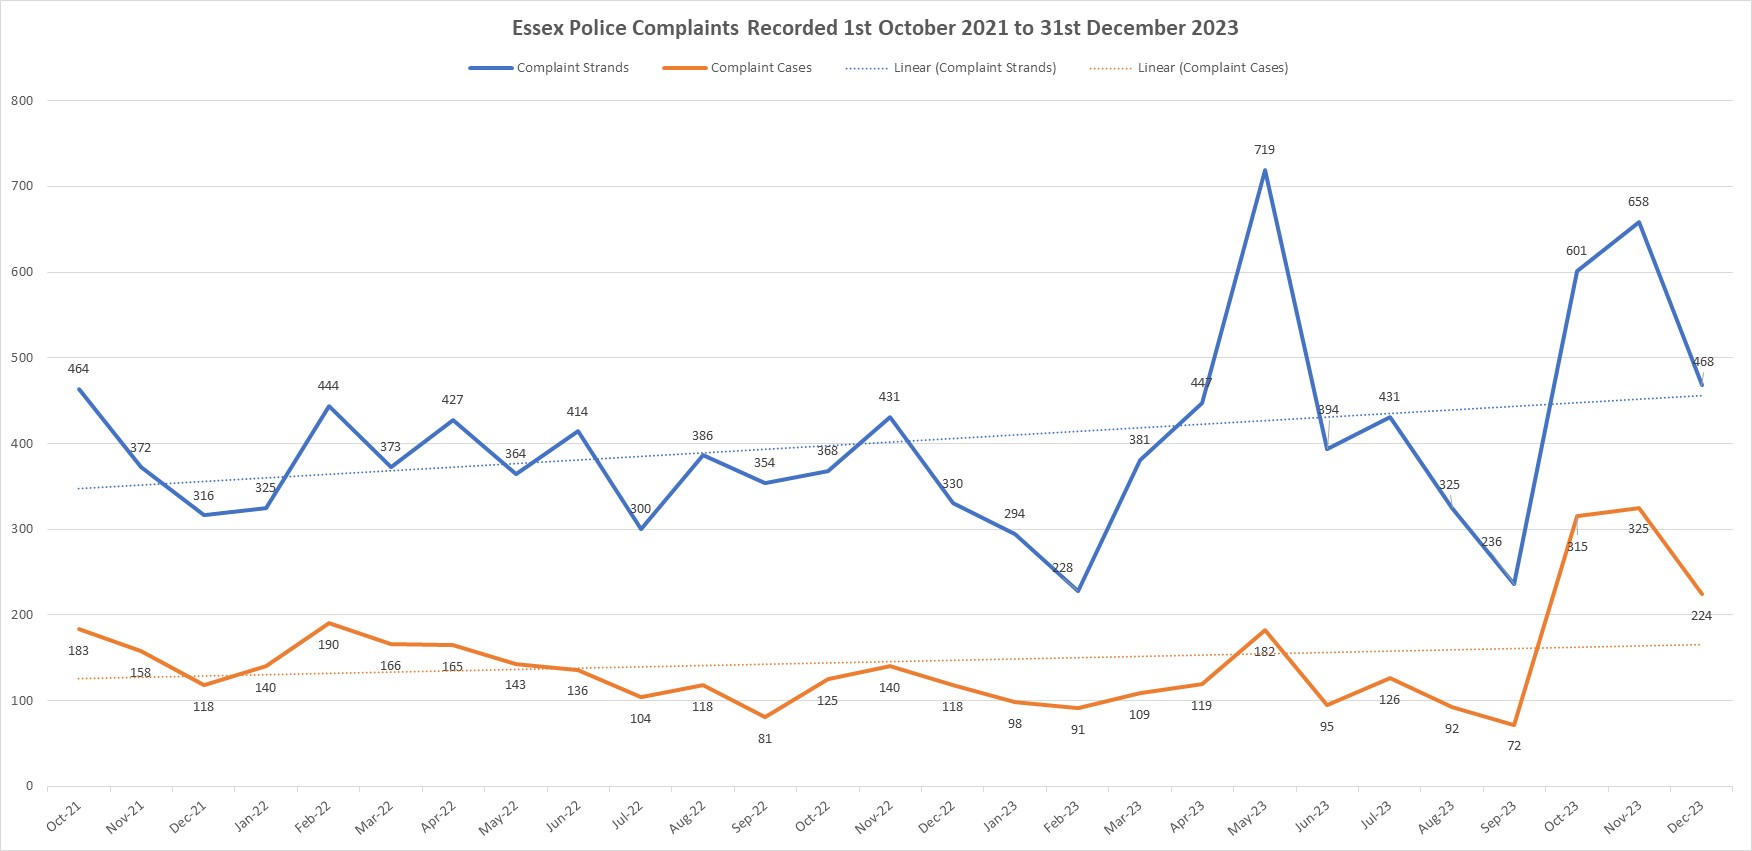 Essex Police Complaints Recorded 1st October 2021 to 31st December 2023
Complaint Strands Complaint Cases Linear (Complaint Strands) Linear (Complaint Cases)
800
700
600
500
400
300
200
100
0
464
372
316
325
444
373
427
364
414
300
386
354
368
431
330
294
228
381
447
719
394
431
325
236
601
658
468
183
158
118
140
190
166
165
143
136
104
118
81
125
140
118
98
91
109
119
182
95
126
92
72
315
325
224
Oct-21
Nov-21
Dec-21
Jan-22
Feb-22
Mar-22
Apr-22
May-22
Jun-22
Jul-22
Aug-22
Sep-22
Oct-22
Nov-22
Dec-22
Jan-23
Feb-23
Mar-23
Apr-23
May-23
Jun-23
Jul-23
Aug-23
Sep-23
Oct-23
Nov-23
Dec-23